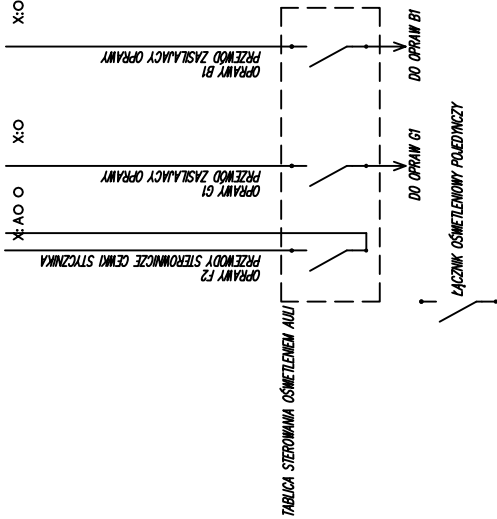 X:O
OPRAWY B1
PRZEWÓD ZASILAJĄCY OPRAWY
DO OPRAW B1
X:O
OPRAWY G1
PRZEWÓD ZASILAJĄCY OPRAWY
DO OPRAW G1
X: AO O
OPRAWY F2
PRZEWODY STEROWNICZE CEWKI STYCZNIKA
TABLICA STEROWANIA OŚWIETLENIEM AULI
ŁĄCZNIK OŚWIETLENIOWY POJEDYNCZY